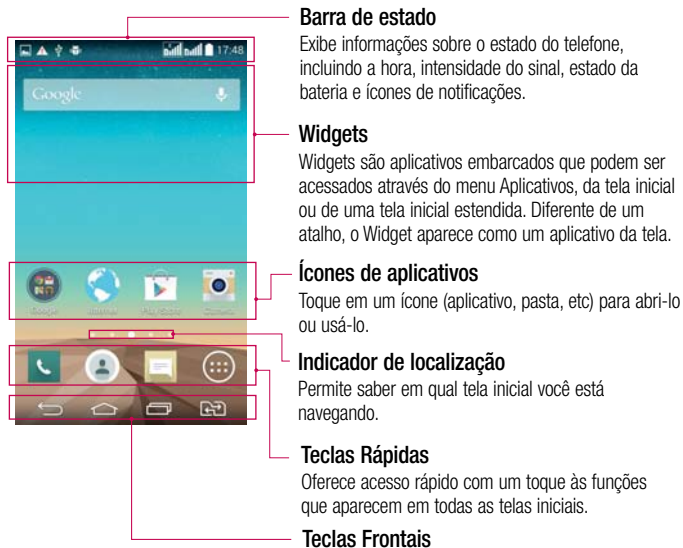 Barra de estado
Exibe informações sobre o estado do telefone,
incluindo a hora, intensidade do sinal, estado da
bateria e ícones de notificações.
17:48
Google
Widgets
Widgets são aplicativos embarcados que podem ser
acessados através do menu Aplicativos, da tela inicial
ou de uma tela inicial estendida. Diferente de um
atalho, o Widget aparece como um aplicativo da tela.
Ícones de aplicativos
Toque em um ícone (aplicativo, pasta, etc) para abri-lo
ou usá-lo.
Google Internet Play Store Camera
Indicador de localização
Permite saber em qual tela inicial você está
navegando.
Teclas Rápidas
Oferece acesso rápido com um toque às funções
que aparecem em todas as telas iniciais.
Teclas Frontais